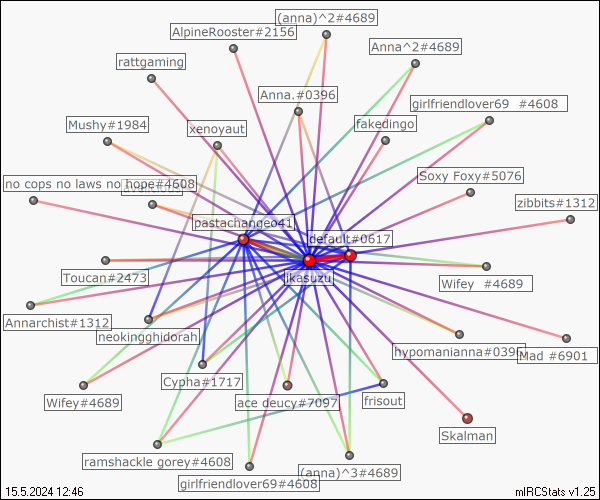 (anna)^2#4689
AlpineRooster#2156
Anna^2#4689
rattgaming
Anna.#0396
girlfriendlover69 #4608
Mushy#1984
xenoyaut
fakedingo
Soxy Foxy#5076
no cops no laws no hope#4608
zibbits#1312
pastachange041
default#0617
Toucan#2473
likasuzu
Wifey #4689
Annarchist#1312
neokingghidorah
hypomanianna#0396
Mad #6901
Cypha#1717
Wifey#4689
ace deucy#7097
frisout
Skalman
ramshackle gorey#4608
(anna)^3#4689
girlfriendlover69#4608
15.5.2024 12:46
mIRCStats v1.25